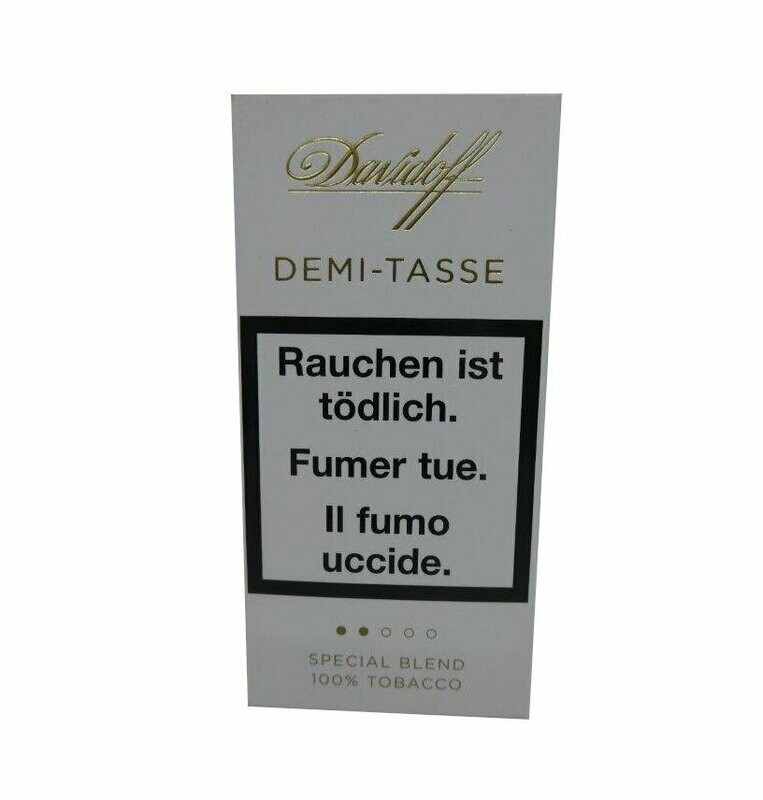 Davidoff
DEMI-TASSE
Rauchen ist
tödlich.
Fumer tue.
Il fumo
uccide.
SPECIAL BLEND
100% TOBACCO